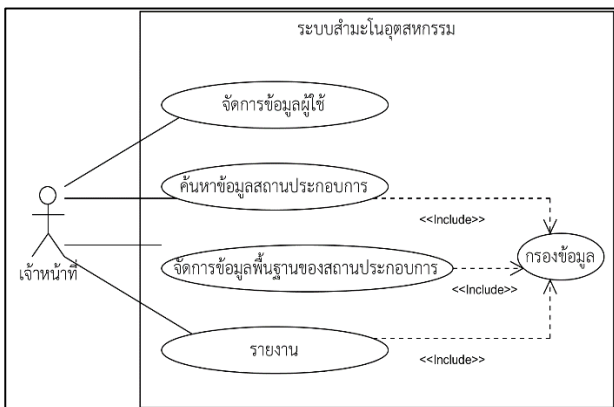 ระบบสำมะโนอุตสหกรรม
จัดการข้อมูลผู้ใช้
ค้นหาข้อมูลสถานประกอบการ
<<Include>>
กรองข้อมูล
เจ้าหน้าที่
จัดการข้อมูลพื้นฐานของสถานประกอบการ
<<Include>>
รายงาน
<<Include>>